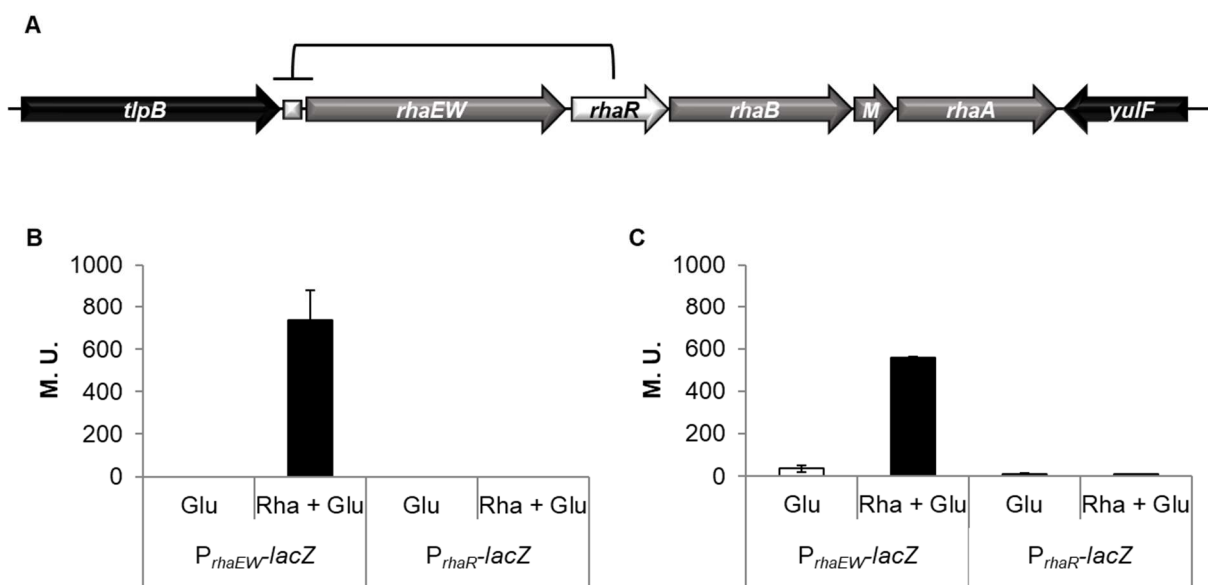 A
tlpB
rhaEW
rhaR
rhaB
M
rhaA
yulF
B
1000
800
600
400
200
0
M. U.
Glu
Rha + Glu
Glu
Rha + Glu
PrhaEW-lacZ
PrhaR-lacZ
C
1000
800
600
400
200
0
M. U.
Glu
Rha + Glu
Glu
Rha + Glu
PrhaEW-lacZ
PrhaR-lacZ